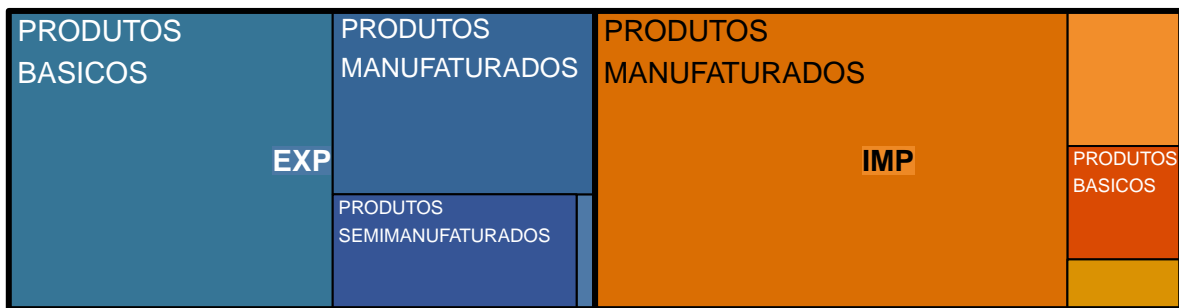 PRODUTOS
BASICOS
EXP
PRODUTOS
MANUFATURADOS
PRODUTOS
SEMIMANUFATURADOS
PRODUTOS
MANUFATURADOS
IMP
PRODUTOS
BASICOS